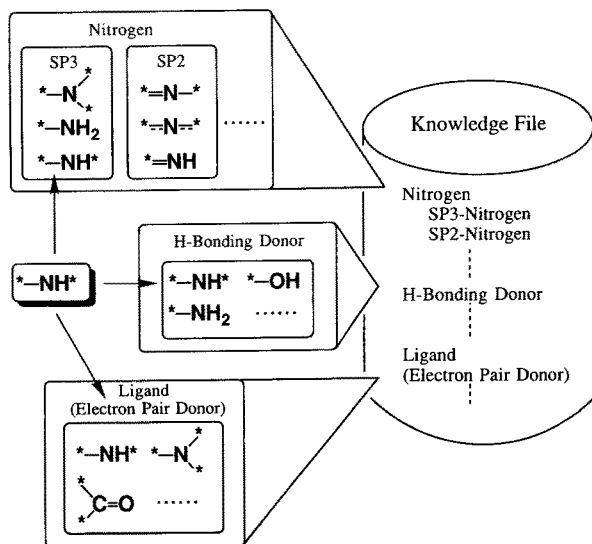 Nitrogen
SP3
SP2
*
*–N
*
*–NH₂
*–NH*
*=N–*
*=N=*
*=NH
......
Knowledge File
Nitrogen
SP3-Nitrogen
SP2-Nitrogen
H-Bonding Donor
Ligand
(Electron Pair Donor)
*–NH*
H-Bonding Donor
*–NH* *–OH
*–NH₂ ......
Ligand
(Electron Pair Donor)
*
*–NH* *–N
*
*
C=O ......
*